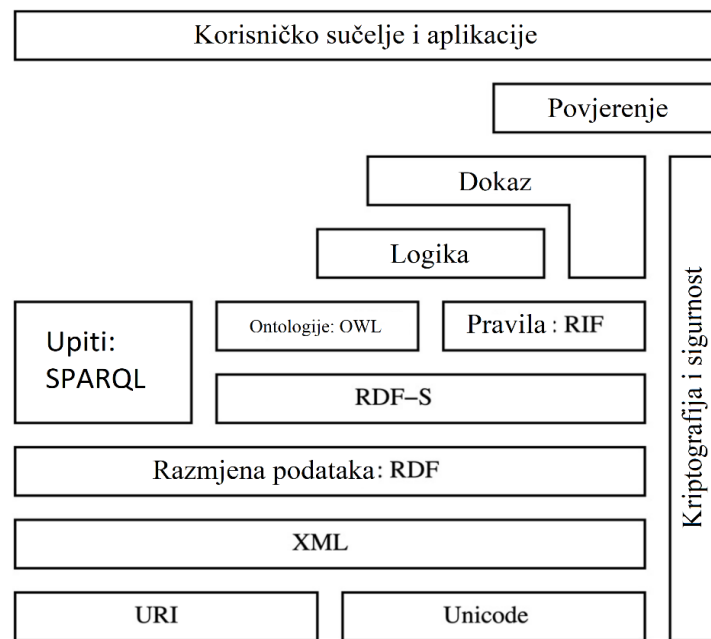 Korisničko sučelje i aplikacije
Povjerenje
Dokaz
Logika
Upiti:
SPARQL
Ontologije: OWL
Pravila : RIF
RDF–S
Razmjena podataka: RDF
XML
URI
Unicode
Kriptografija i sigurnost